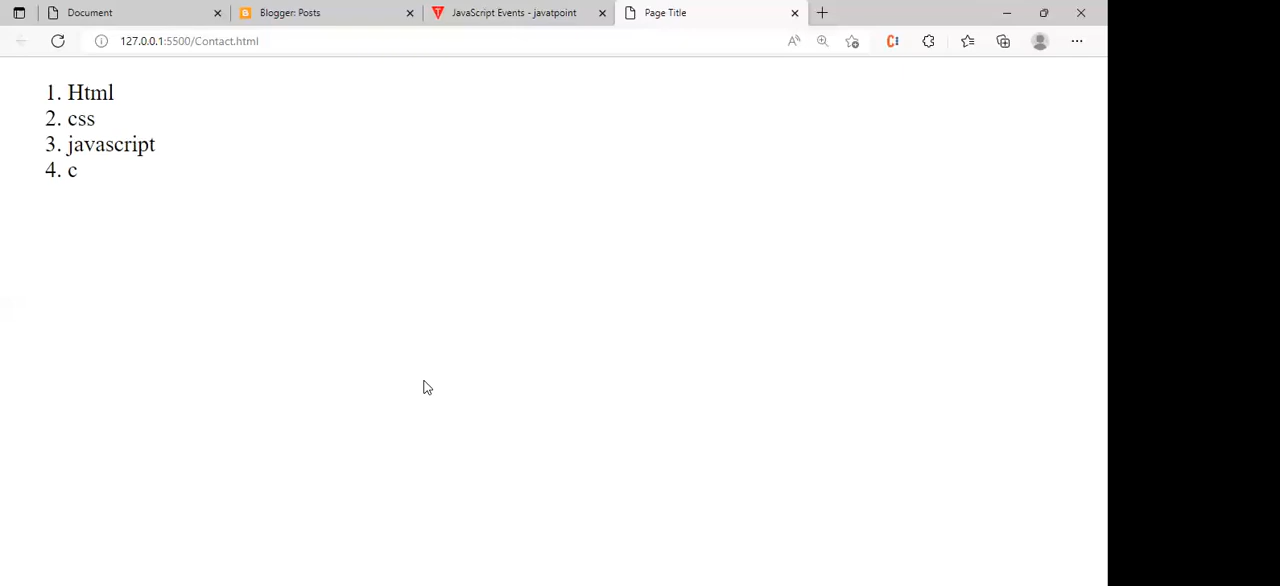 Document
Blogger: Posts
JavaScript Events - javatpoint
Page Title
127.0.0.1:5500/Contact.html
1. Html
2. css
3. javascript
4. c